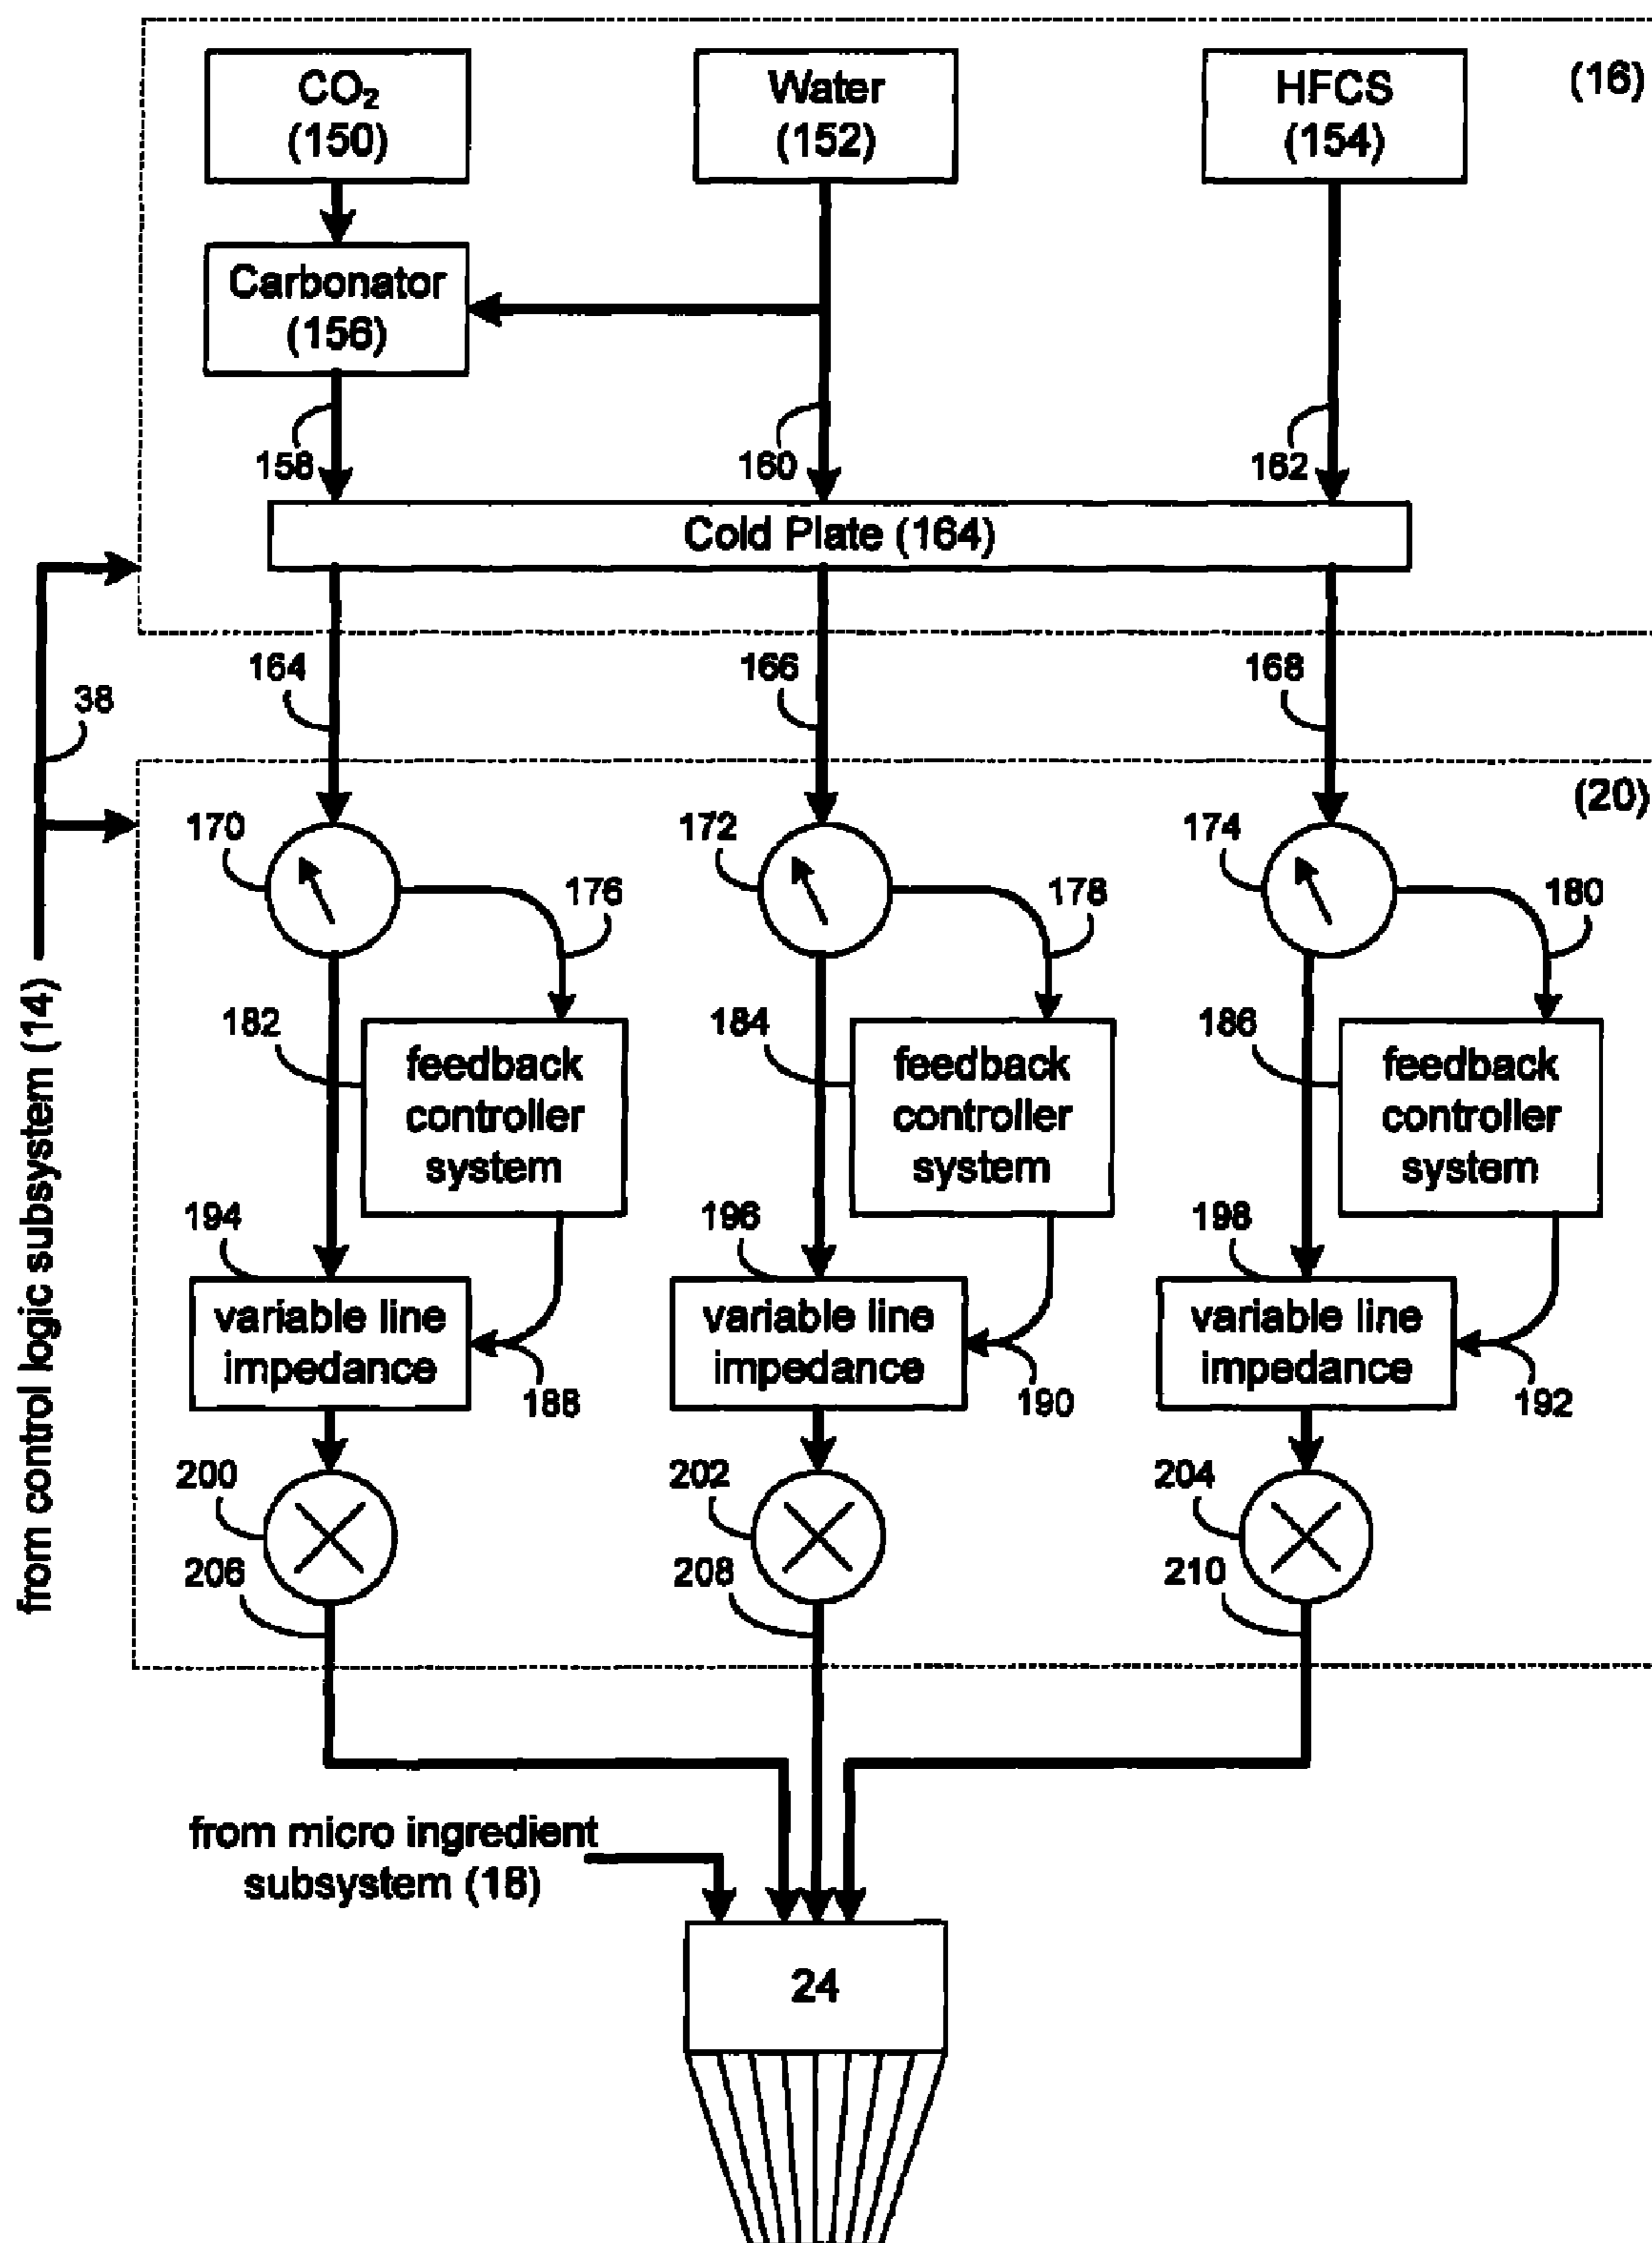 CO₂
(150)
Water
(152)
HFCS
(154)
(16)
Carbonator
(156)
158
160
162
Cold Plate (164)
164
166
168
38
(20)
170
172
174
176
178
180
182
184
186
feedback
controller
system
feedback
controller
system
feedback
controller
system
from control logic subsystem (14)
194
196
198
variable line
impedance
variable line
impedance
variable line
impedance
188
190
192
200
202
204
206
208
210
from micro ingredient
subsystem (18)
24